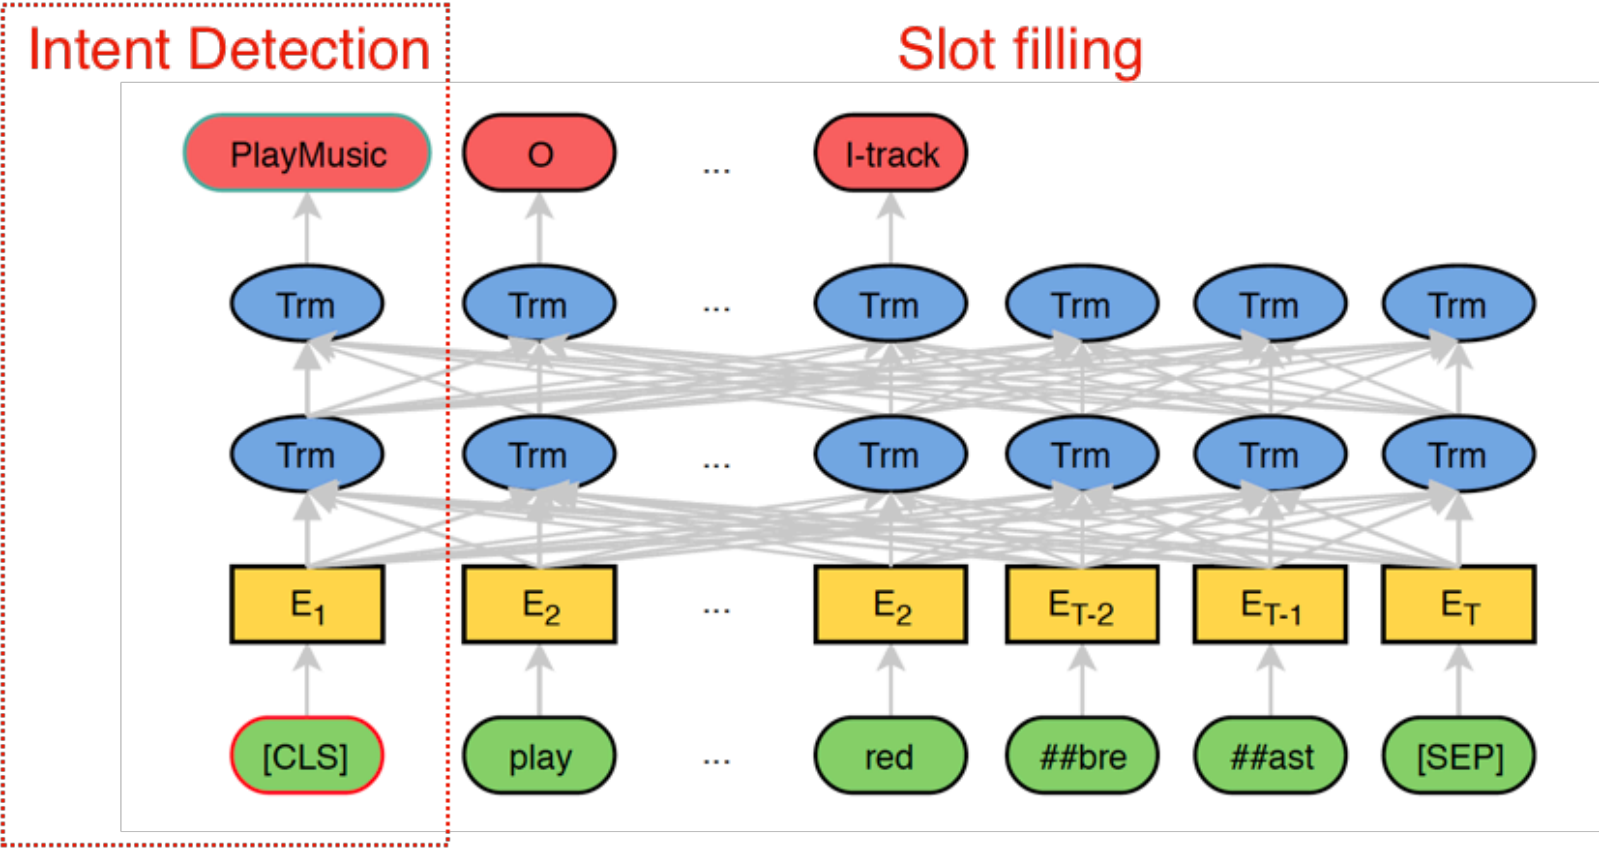 Intent Detection Slot filling
PlayMusic O ... I-track
Trm Trm ... Trm Trm Trm Trm
Trm Trm ... Trm Trm Trm Trm
E1 E2 ... E2 ET-2 ET-1 ET
[CLS] play ... red ##bre ##ast [SEP]